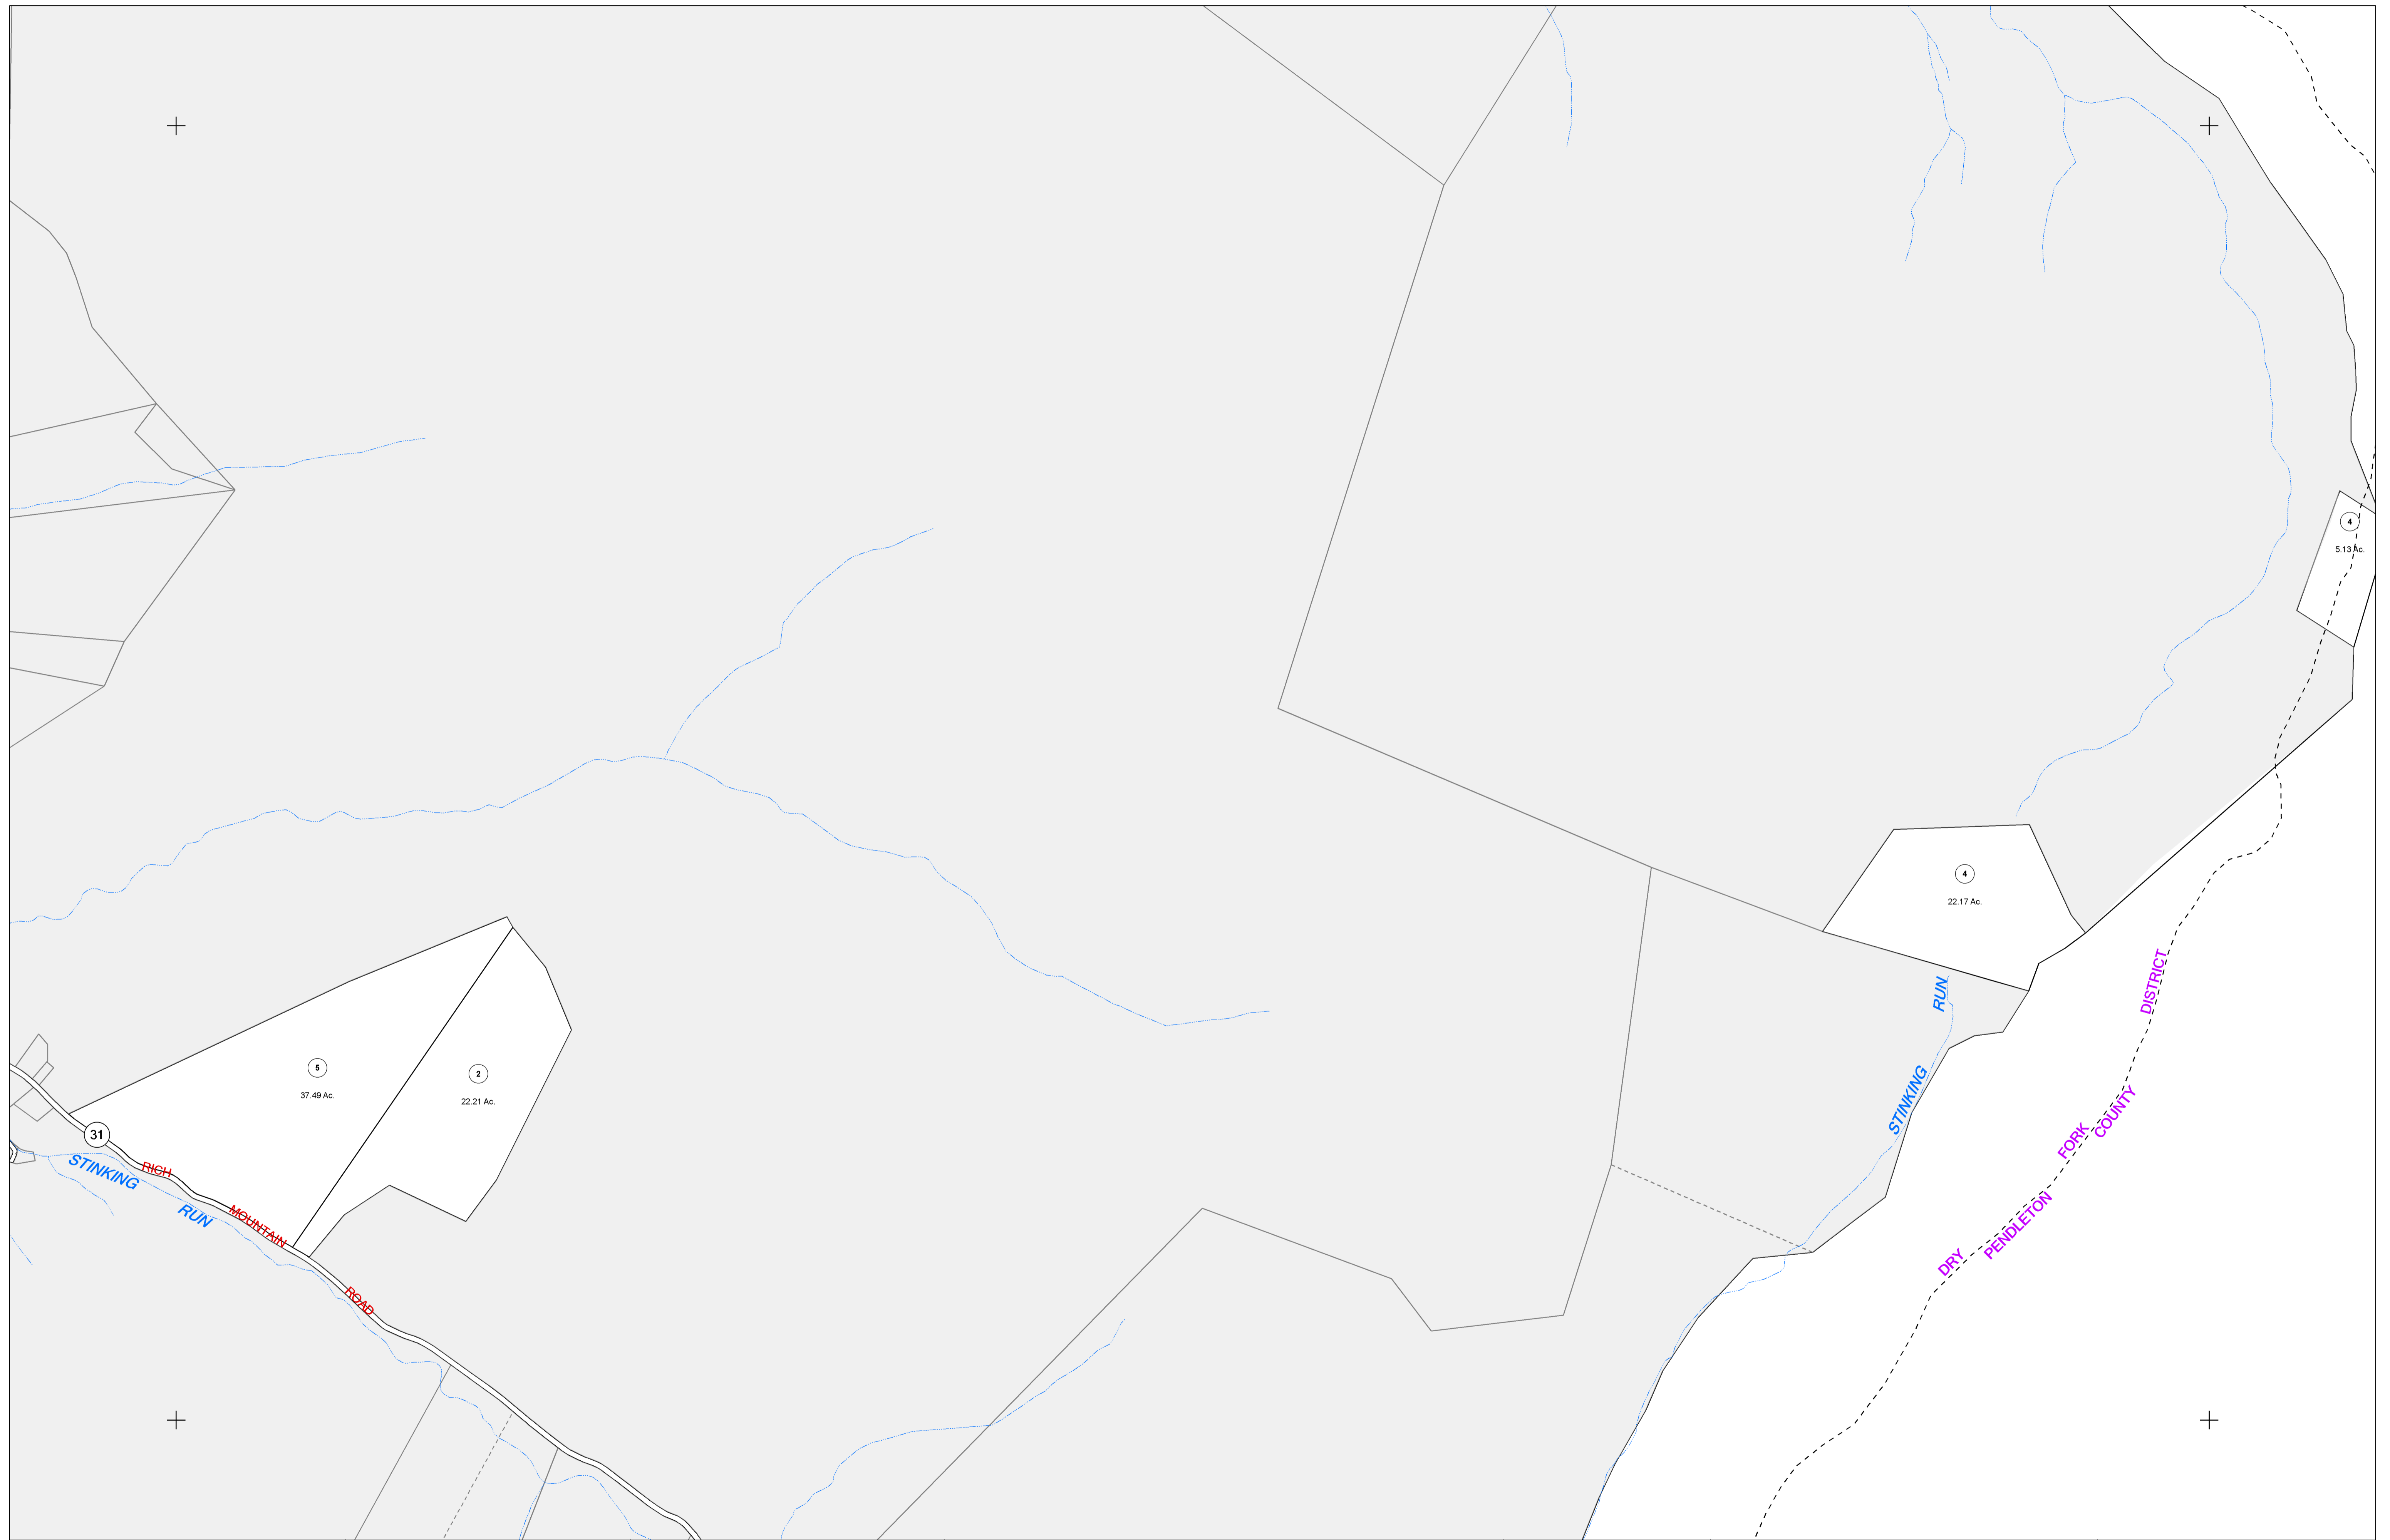 4
5.13 Ac.
4
22.17 Ac.
5
37.49 Ac.
2
22.21 Ac.
31
RICH MOUNTAIN ROAD
STINKING RUN
STINKING RUN
DRY FORK DISTRICT
PENDLETON COUNTY